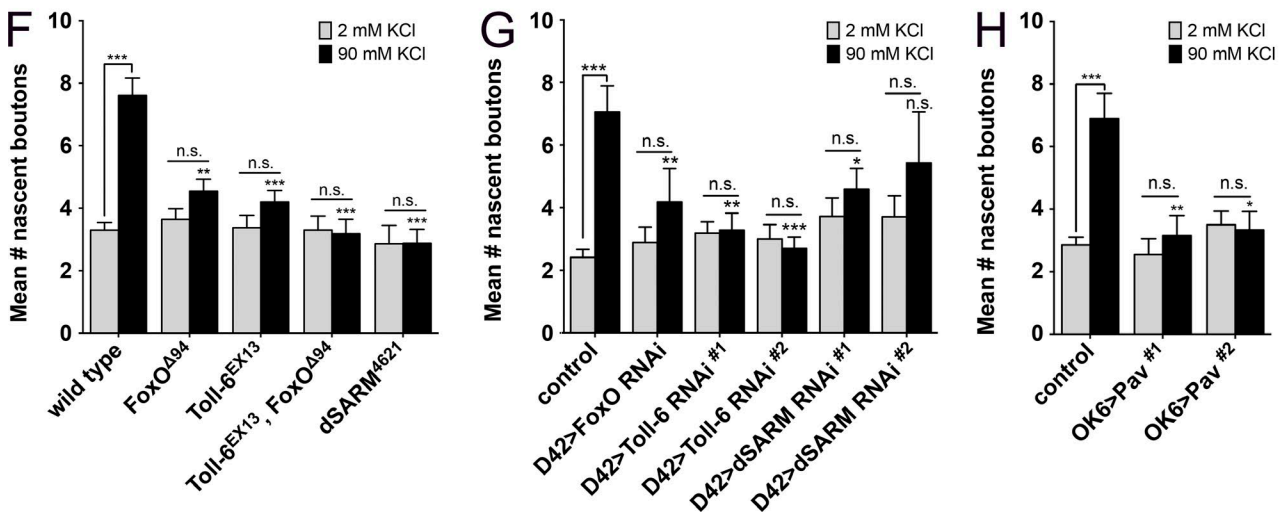 F
Mean # nascent boutons
10
8
6
4
2
0
2 mM KCl
90 mM KCl
***
n.s.
**
n.s.
***
n.s.
***
n.s.
***
wild type
FoxOΔ94
Toll-6EX13
Toll-6EX13, FoxOΔ94
dSARM4621
G
Mean # nascent boutons
10
8
6
4
2
0
2 mM KCl
90 mM KCl
***
n.s.
**
n.s.
**
n.s.
***
n.s.
*
n.s.
n.s.
control
D42>FoxO RNAi
D42>Toll-6 RNAi #1
D42>Toll-6 RNAi #2
D42>dSARM RNAi #1
D42>dSARM RNAi #2
H
Mean # nascent boutons
10
8
6
4
2
0
2 mM KCl
90 mM KCl
***
n.s.
**
n.s.
*
control
OK6>Pav #1
OK6>Pav #2